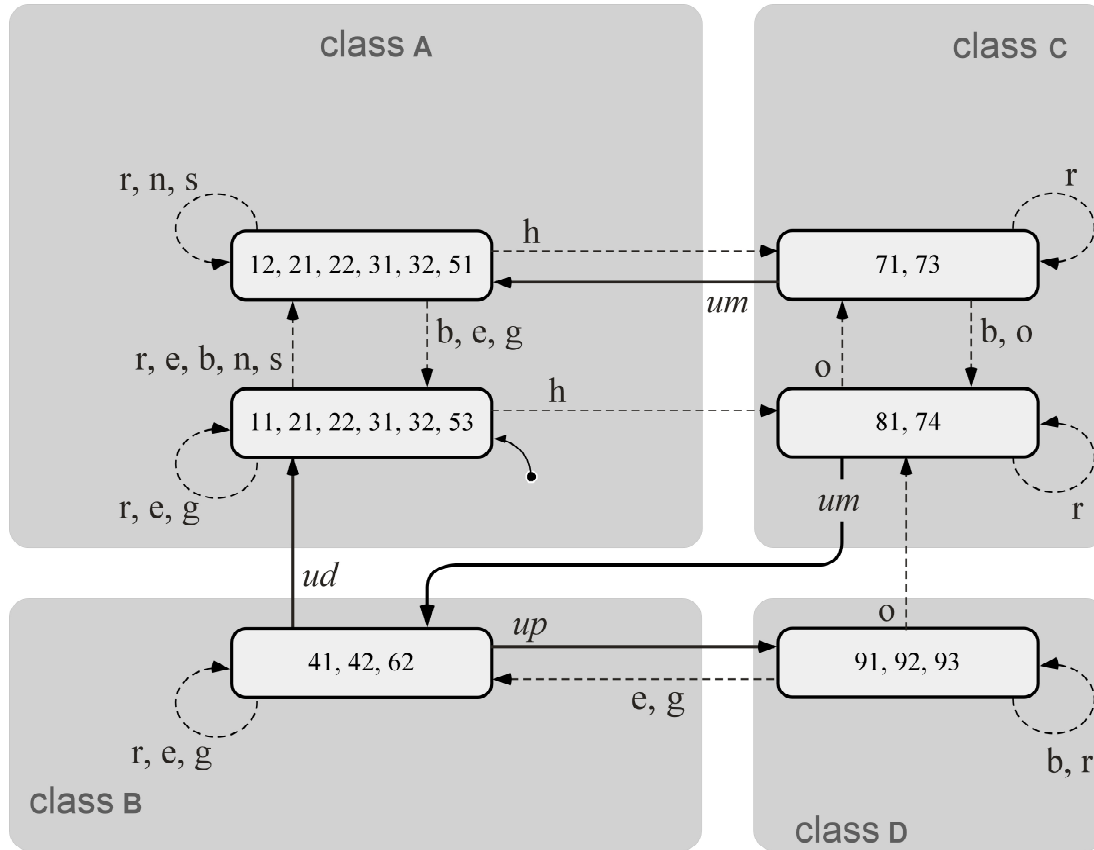 class A
class C
r, n, s
r
h
12, 21, 22, 31, 32, 51
71, 73
um
b, e, g
b, o
r, e, b, n, s
o
h
11, 21, 22, 31, 32, 53
81, 74
r, e, g
um
r
ud
o
up
41, 42, 62
91, 92, 93
e, g
r, e, g
b, r
class B
class D